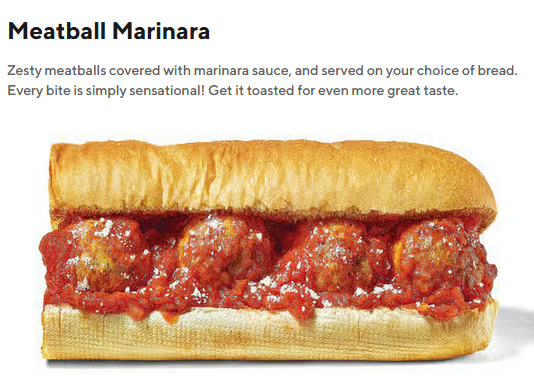 Meatball Marinara
Zesty meatballs covered with marinara sauce, and served on your choice of bread.
Every bite is simply sensational! Get it toasted for even more great taste.